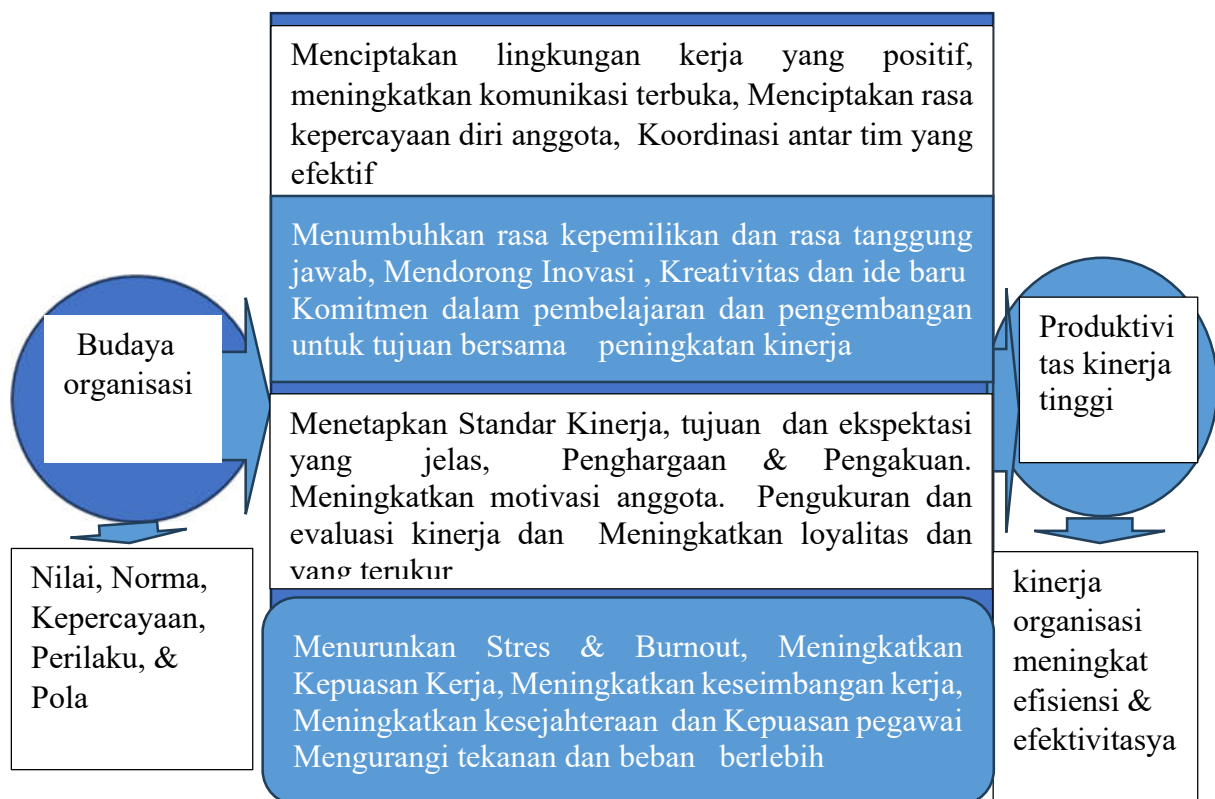 Menciptakan lingkungan kerja yang positif,
meningkatkan komunikasi terbuka, Menciptakan rasa
kepercayaan diri anggota, Koordinasi antar tim yang
efektif
Menumbuhkan rasa kepemilikan dan rasa tanggung
jawab, Mendorong Inovasi , Kreativitas dan ide baru
Komitmen dalam pembelajaran dan pengembangan
untuk tujuan bersama peningkatan kinerja
Budaya
organisasi
Produktivi
tas kinerja
tinggi
Menetapkan Standar Kinerja, tujuan dan ekspektasi
yang jelas, Penghargaan & Pengakuan.
Meningkatkan motivasi anggota. Pengukuran dan
evaluasi kinerja dan Meningkatkan loyalitas dan
yang terukur
Nilai, Norma,
Kepercayaan,
Perilaku, &
Pola
kinerja
organisasi
meningkat
efisiensi &
efektivitasya
Menurunkan Stres & Burnout, Meningkatkan
Kepuasan Kerja, Meningkatkan keseimbangan kerja,
Meningkatkan kesejahteraan dan Kepuasan pegawai
Mengurangi tekanan dan beban berlebih